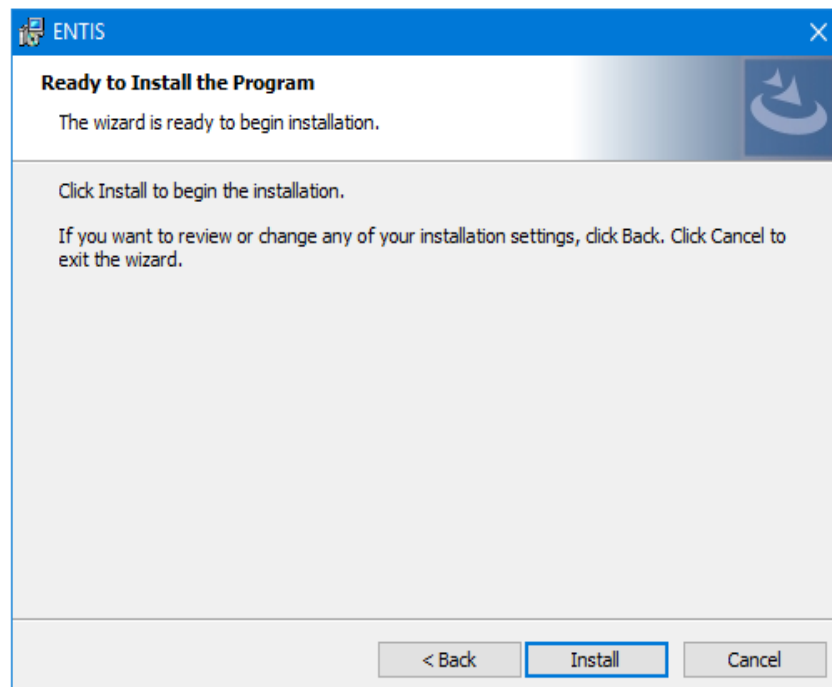 ENTIS
Ready to Install the Program
The wizard is ready to begin installation.
Click Install to begin the installation.
If you want to review or change any of your installation settings, click Back. Click Cancel to
exit the wizard.
< Back
Install
Cancel